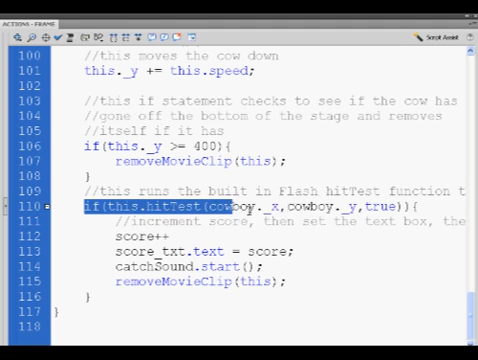 ACTIONS - FRAME
Script Assist
100 //this moves the cow down
101 this._y += this.speed;
102
103 //this if statement checks to see if the cow has
104 //gone off the bottom of the stage and removes
105 //itself if it has
106 if(this._y >= 400){
107 removeMovieClip(this);
108 }
109 //this runs the built in Flash hitTest function t
110 if(this.hitTest(cowboy._x,cowboy._y,true)){
111 //increment score, then set the text box, the
112 score++
113 score_txt.text = score;
114 catchSound.start();
115 removeMovieClip(this);
116 }
117 }
118